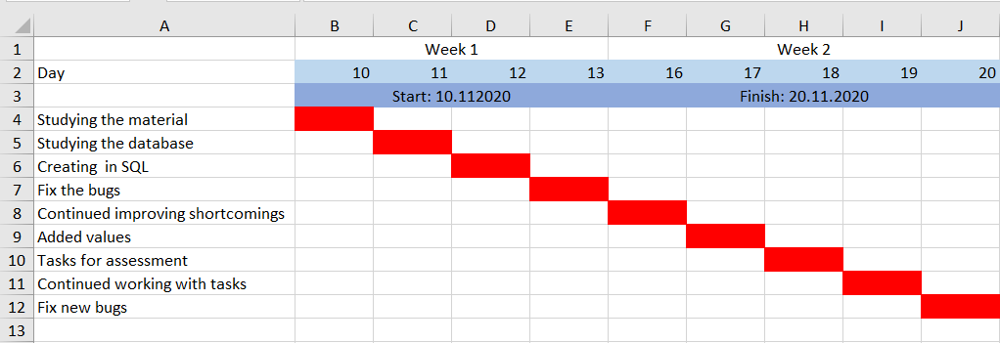 A B C D E F G H I J
1 Week 1 Week 2
2 Day 10 11 12 13 16 17 18 19 20
3 Start: 10.112020 Finish: 20.11.2020
4 Studying the material
5 Studying the database
6 Creating  in SQL
7 Fix the bugs
8 Continued improving shortcomings
9 Added values
10 Tasks for assessment
11 Continued working with tasks
12 Fix new bugs
13